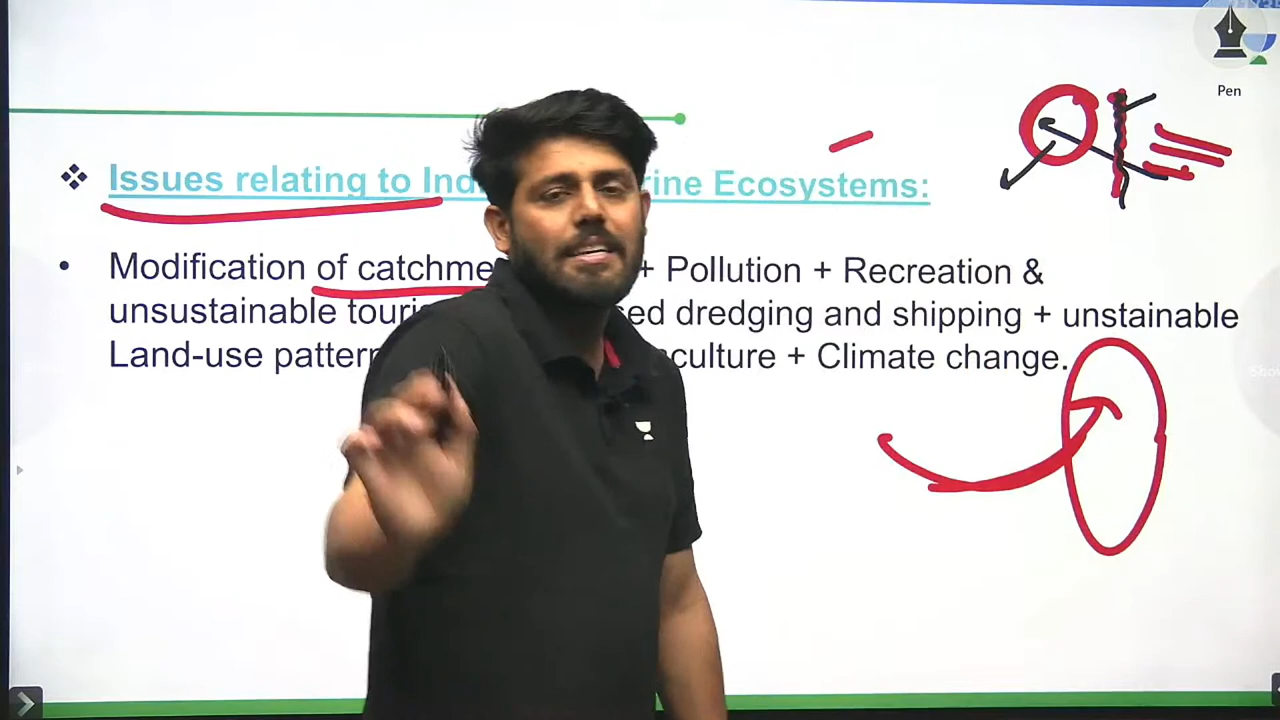 Pen
Issues relating to Ind rine Ecosystems:
Modification of catchme + Pollution + Recreation &
unsustainable touri sed dredging and shipping + unstainable
Land-use patter culture + Climate change.